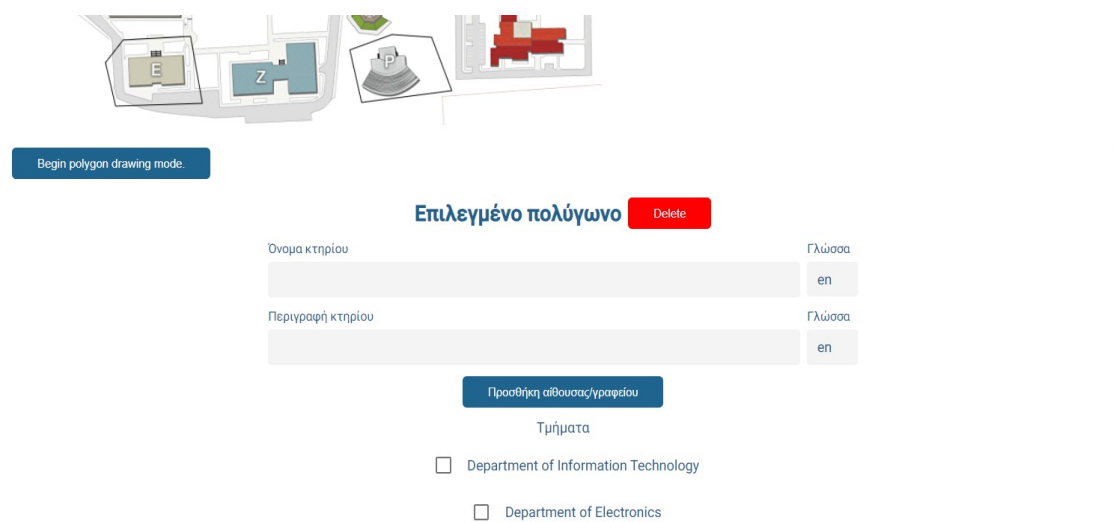 E
Z
P
Begin polygon drawing mode.
Επιλεγμένο πολύγωνο Delete
Όνομα κτηρίου Γλώσσα
en
Περιγραφή κτηρίου Γλώσσα
en
Προσθήκη αίθουσας/γραφείου
Τμήματα
Department of Information Technology
Department of Electronics